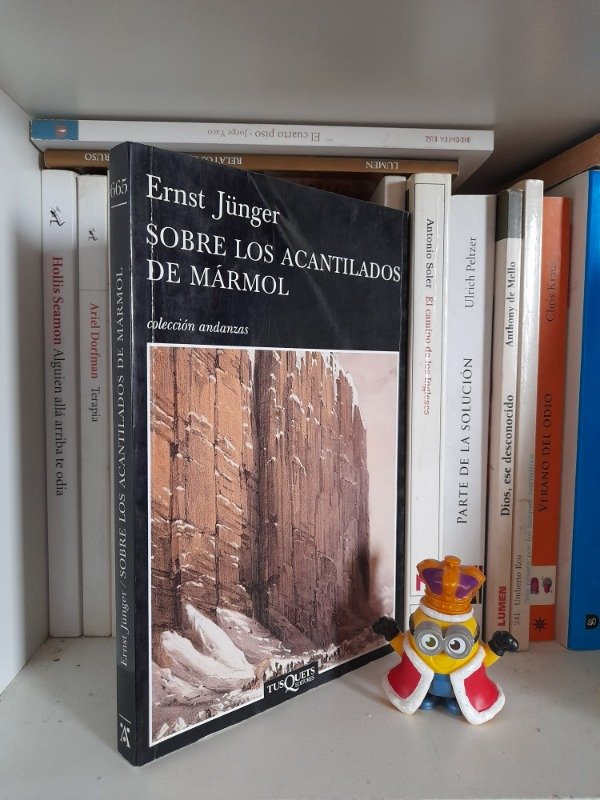 El cuarto piso - Jorge Yaco
LUMEN
RELATO
665
Ernst Jünger
SOBRE LOS ACANTILADOS
DE MÁRMOL
colección andanzas
TUSQUETS
EDITORES
Ernst Jünger / SOBRE LOS ACANTILADOS DE MÁRMOL
Hollis Seamon Alguien allá arriba te odia
Ariel Dorfman Terapia
Antonio Soler El camino de los Ingleses
Ulrich Peltzer PARTE DE LA SOLUCIÓN
Anthony de Mello Dios, ese desconocido
LUMEN
241 Umberto Eco
Chris Kraus VERANO DEL ODIO